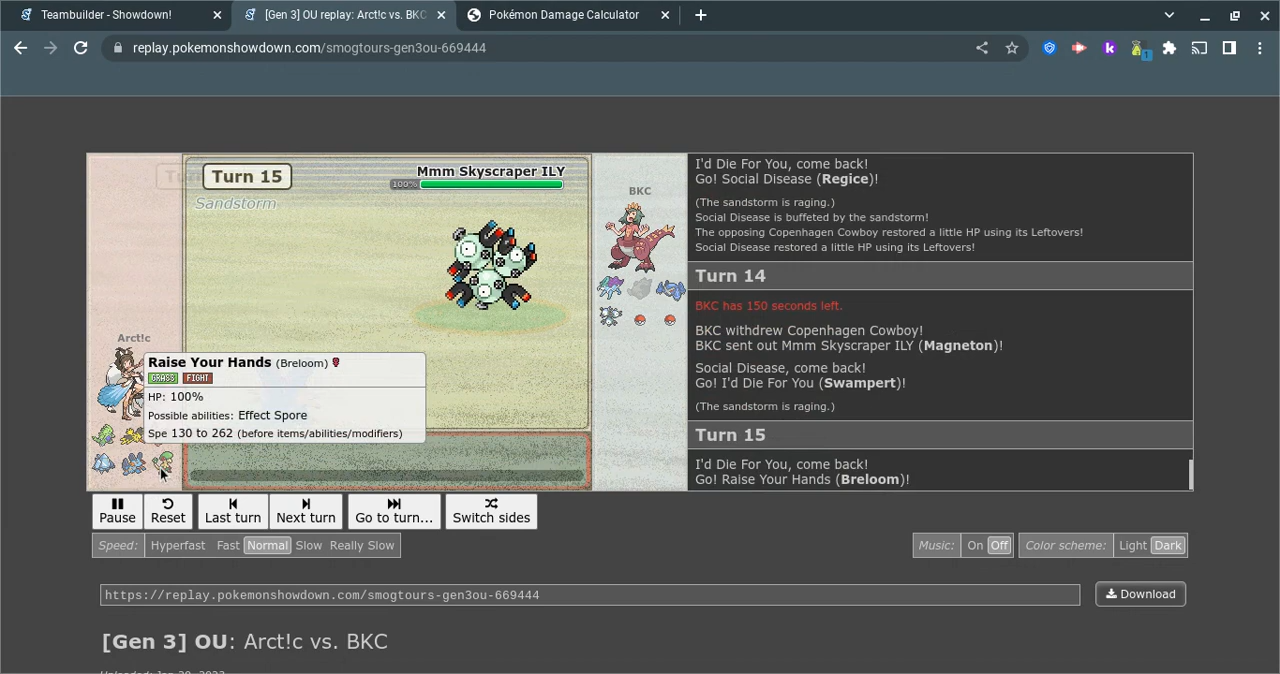 Teambuilder - Showdown!
[Gen 3] OU replay: Arct!c vs. BKC
Pokémon Damage Calculator
replay.pokemonshowdown.com/smogtours-gen3ou-669444
1
Turn 15
Mmm Skyscraper ILY
100%
Sandstorm
BKC
Arct!c
Raise Your Hands (Breloom)
GRASS FIGHT
HP: 100%
Possible abilities: Effect Spore
Spe 130 to 262 (before items/abilities/modifiers)
I'd Die For You, come back!
Go! Social Disease (Regice)!
(The sandstorm is raging.)
Social Disease is buffeted by the sandstorm!
The opposing Copenhagen Cowboy restored a little HP using its Leftovers!
Social Disease restored a little HP using its Leftovers!
Turn 14
BKC has 150 seconds left.
BKC withdrew Copenhagen Cowboy!
BKC sent out Mmm Skyscraper ILY (Magneton)!
Social Disease, come back!
Go! I'd Die For You (Swampert)!
(The sandstorm is raging.)
Turn 15
I'd Die For You, come back!
Go! Raise Your Hands (Breloom)!
Pause Reset Last turn Next turn Go to turn... Switch sides
Speed: Hyperfast Fast Normal Slow Really Slow
Music: On Off Color scheme: Light Dark
https://replay.pokemonshowdown.com/smogtours-gen3ou-669444
Download
[Gen 3] OU: Arct!c vs. BKC